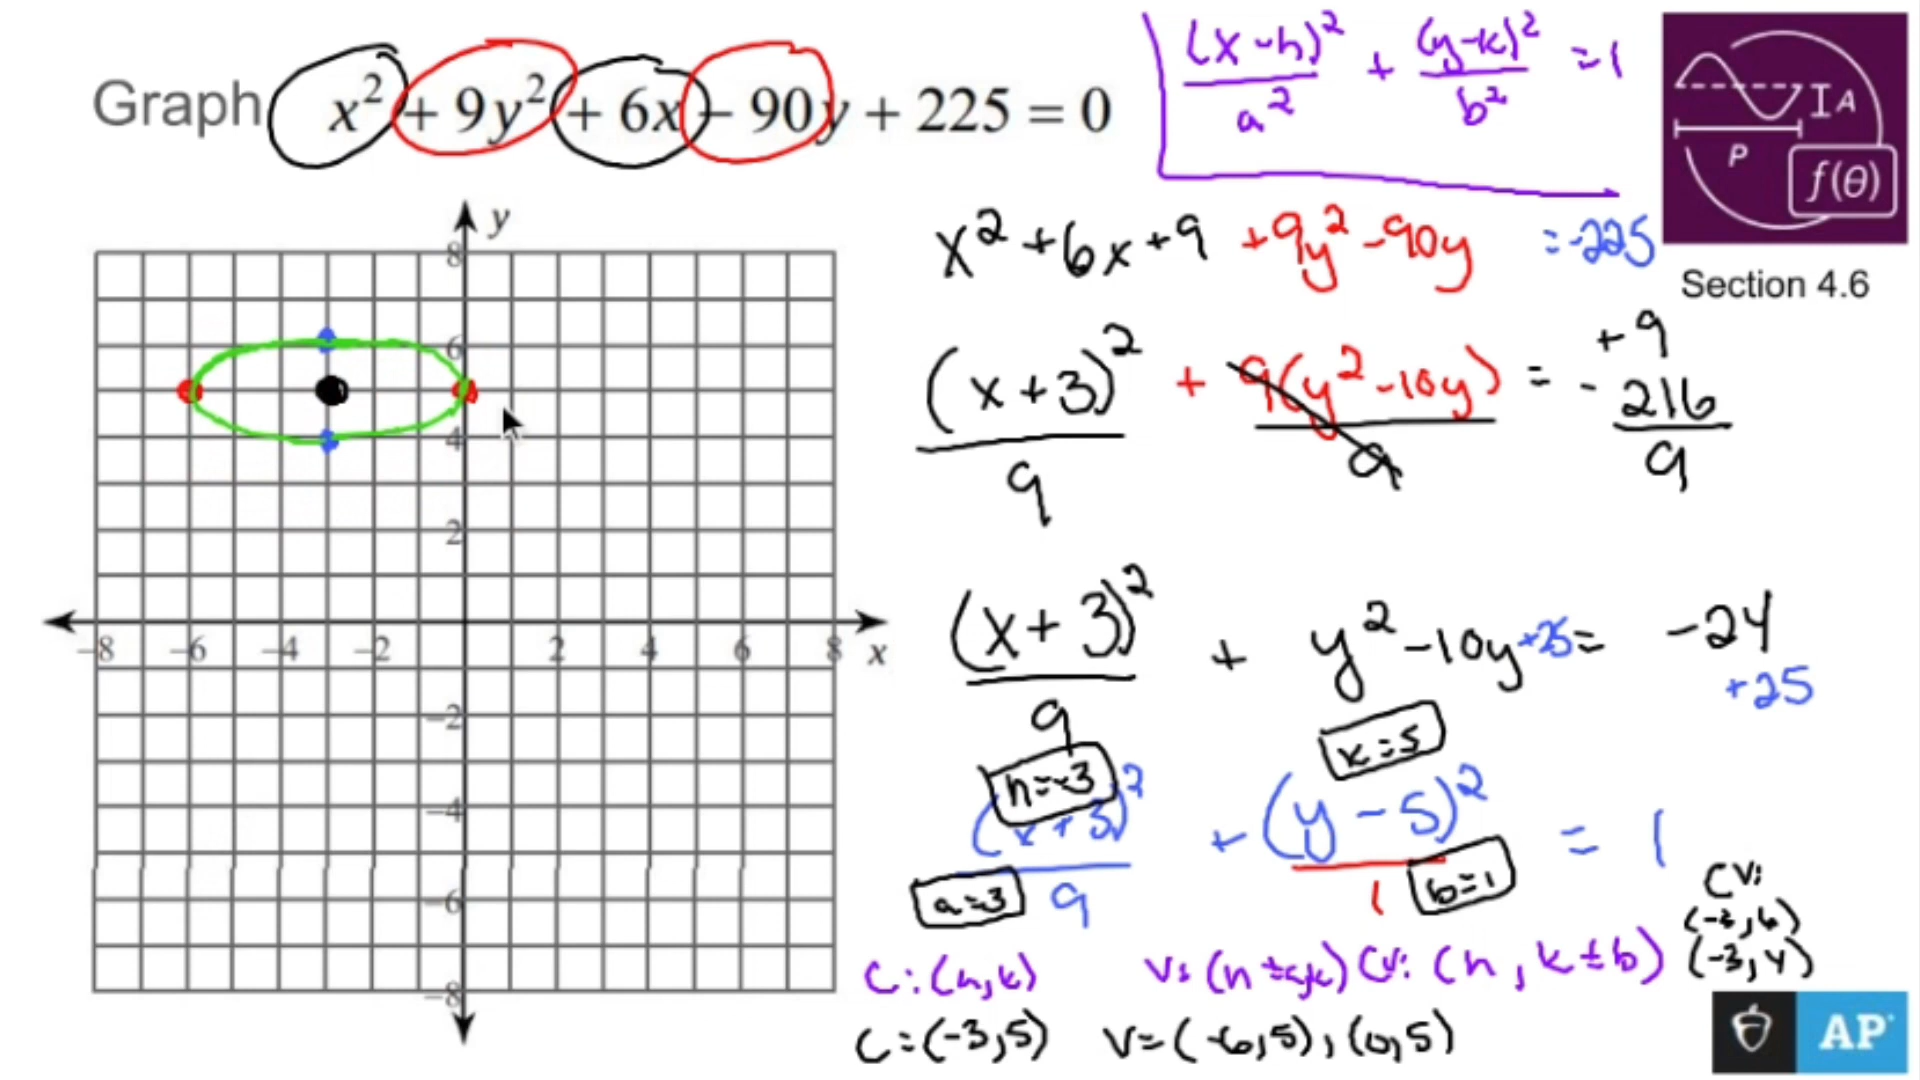 Graph x² + 9y² + 6x − 90y + 225 = 0
(x-h)²/a² + (y-k)²/b² = 1
A
P
f(θ)
Section 4.6
x² + 6x + 9 + 9y² - 90y = -225
+9
(x+3)²/9 + 9(y² - 10y)/9 = -216/9
(x+3)²/9 + y² - 10y + 25 = -24
+25
h=-3
k=5
(x+3)²/9 + (y-5)²/1 = 1
a=3
b=1
CV:
(-3,6)
(-3,4)
C: (h,k) V: (h±a,k) CV: (h, k±b)
C = (-3,5) V = (-6,5), (0,5)
y
8
6
4
2
-8 -6 -4 -2 2 4 6 8 x
-2
-4
-6
-8
AP